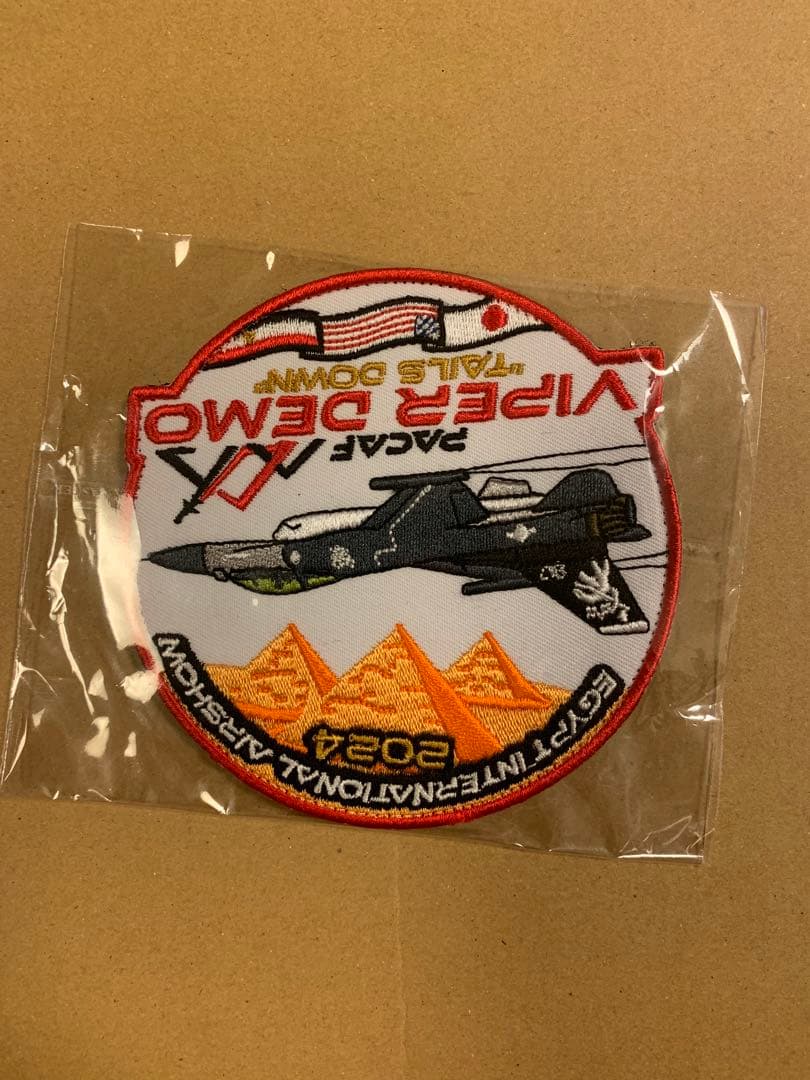 EGYPT INTERNATIONAL AIRSHOW
2024
PACAF
VIPER DEMO
"TAILS DOWN"